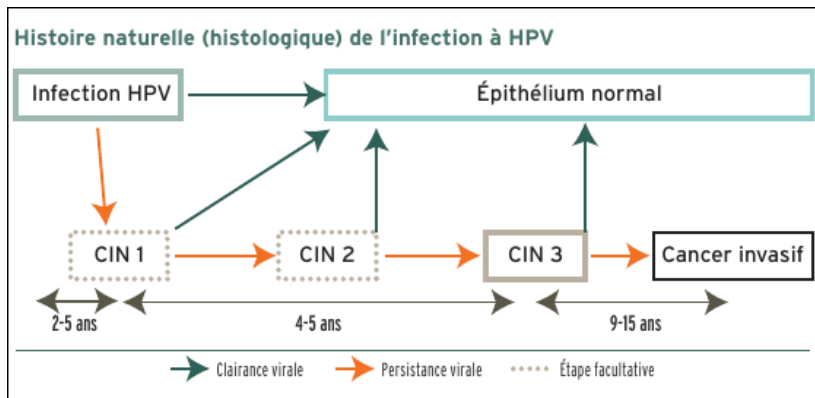 Histoire naturelle (histologique) de l'infection à HPV
Infection HPV
Épithélium normal
CIN 1
CIN 2
CIN 3
Cancer invasif
2-5 ans
4-5 ans
9-15 ans
Clairance virale
Persistance virale
Étape facultative